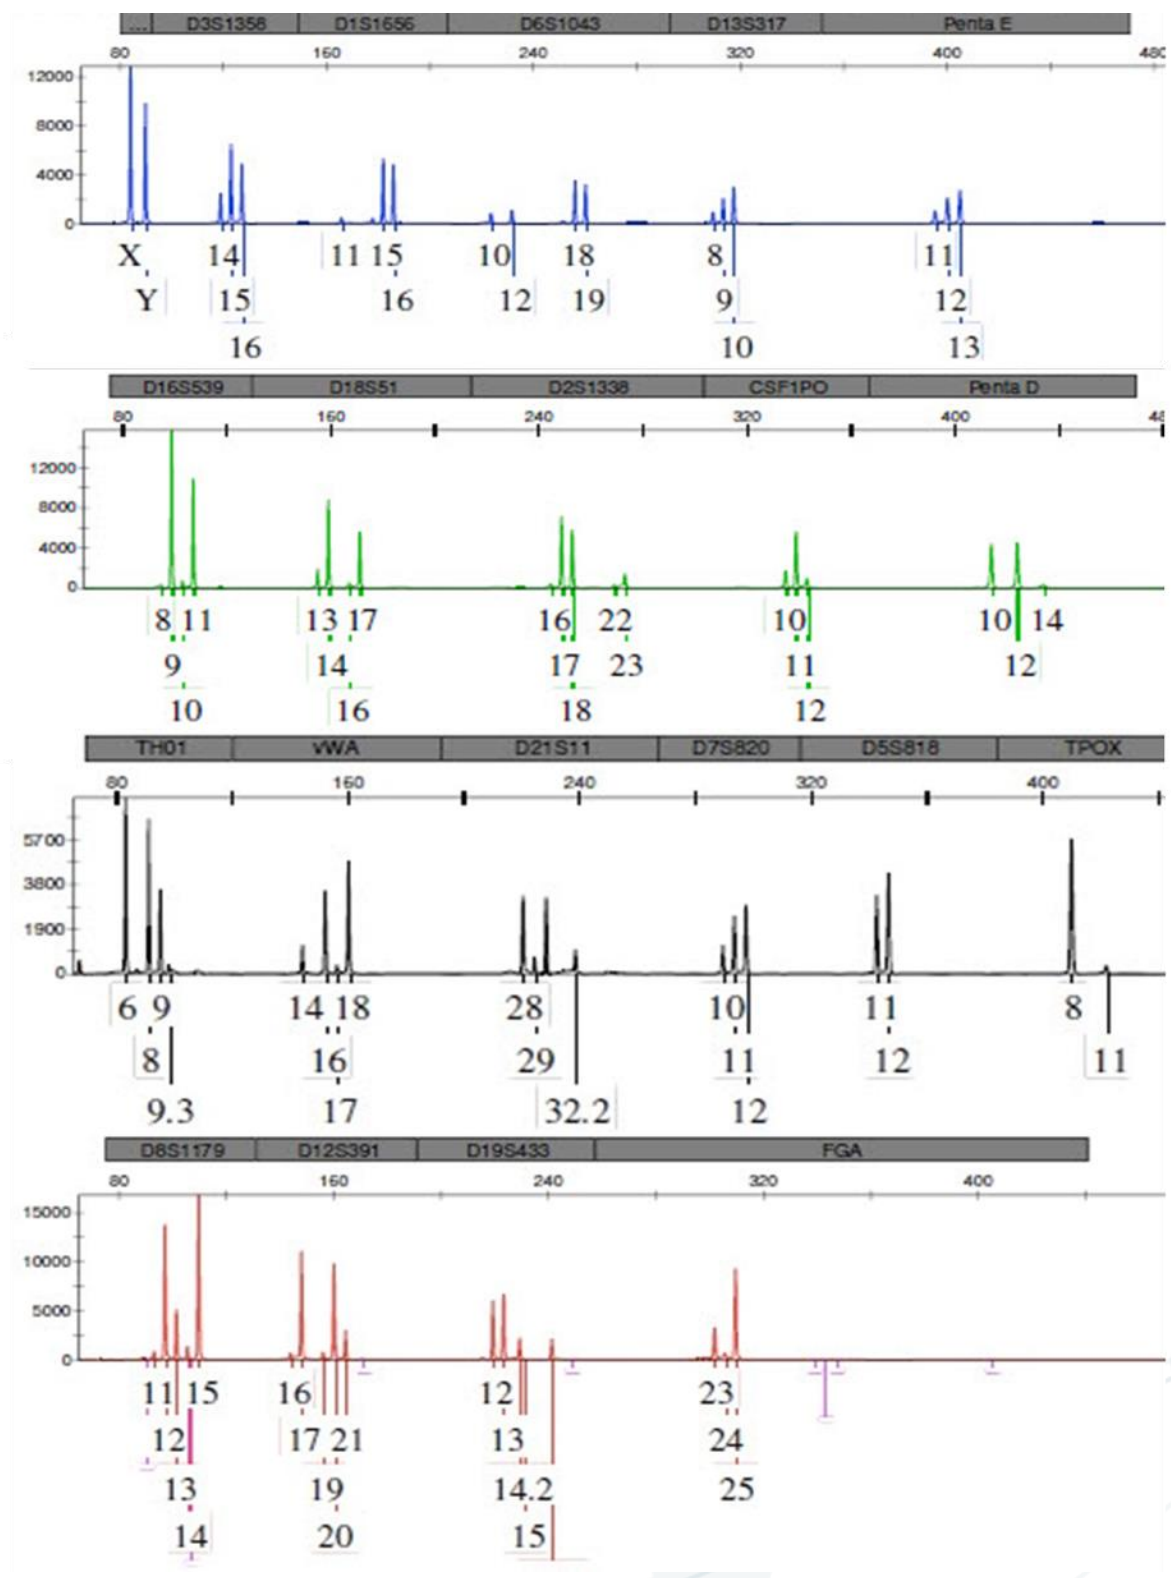 ... D3S1358 D1S1656 D6S1043 D13S317 Penta E
80 160 240 320 400 480
12000
8000
4000
0
X 14 11 15 10 18 8 11
Y 15 16 12 19 9 12
16 10 13
D16S539 D18S51 D2S1338 CSF1PO Penta D
80 160 240 320 400
12000
8000
4000
0
8 11 13 17 16 22 10 10 14
9 14 17 23 11 12
10 16 18 12
TH01 vWA D21S11 D7S820 D5S818 TPOX
80 160 240 320 400
5700
3800
1900
0
6 9 14 18 28 10 11 8
8 16 29 11 12 11
9.3 17 32.2 12
D8S1179 D12S391 D19S433 FGA
80 160 240 320 400
15000
10000
5000
0
11 15 16 12 23
12 17 21 13 24
13 19 14.2 25
14 20 15